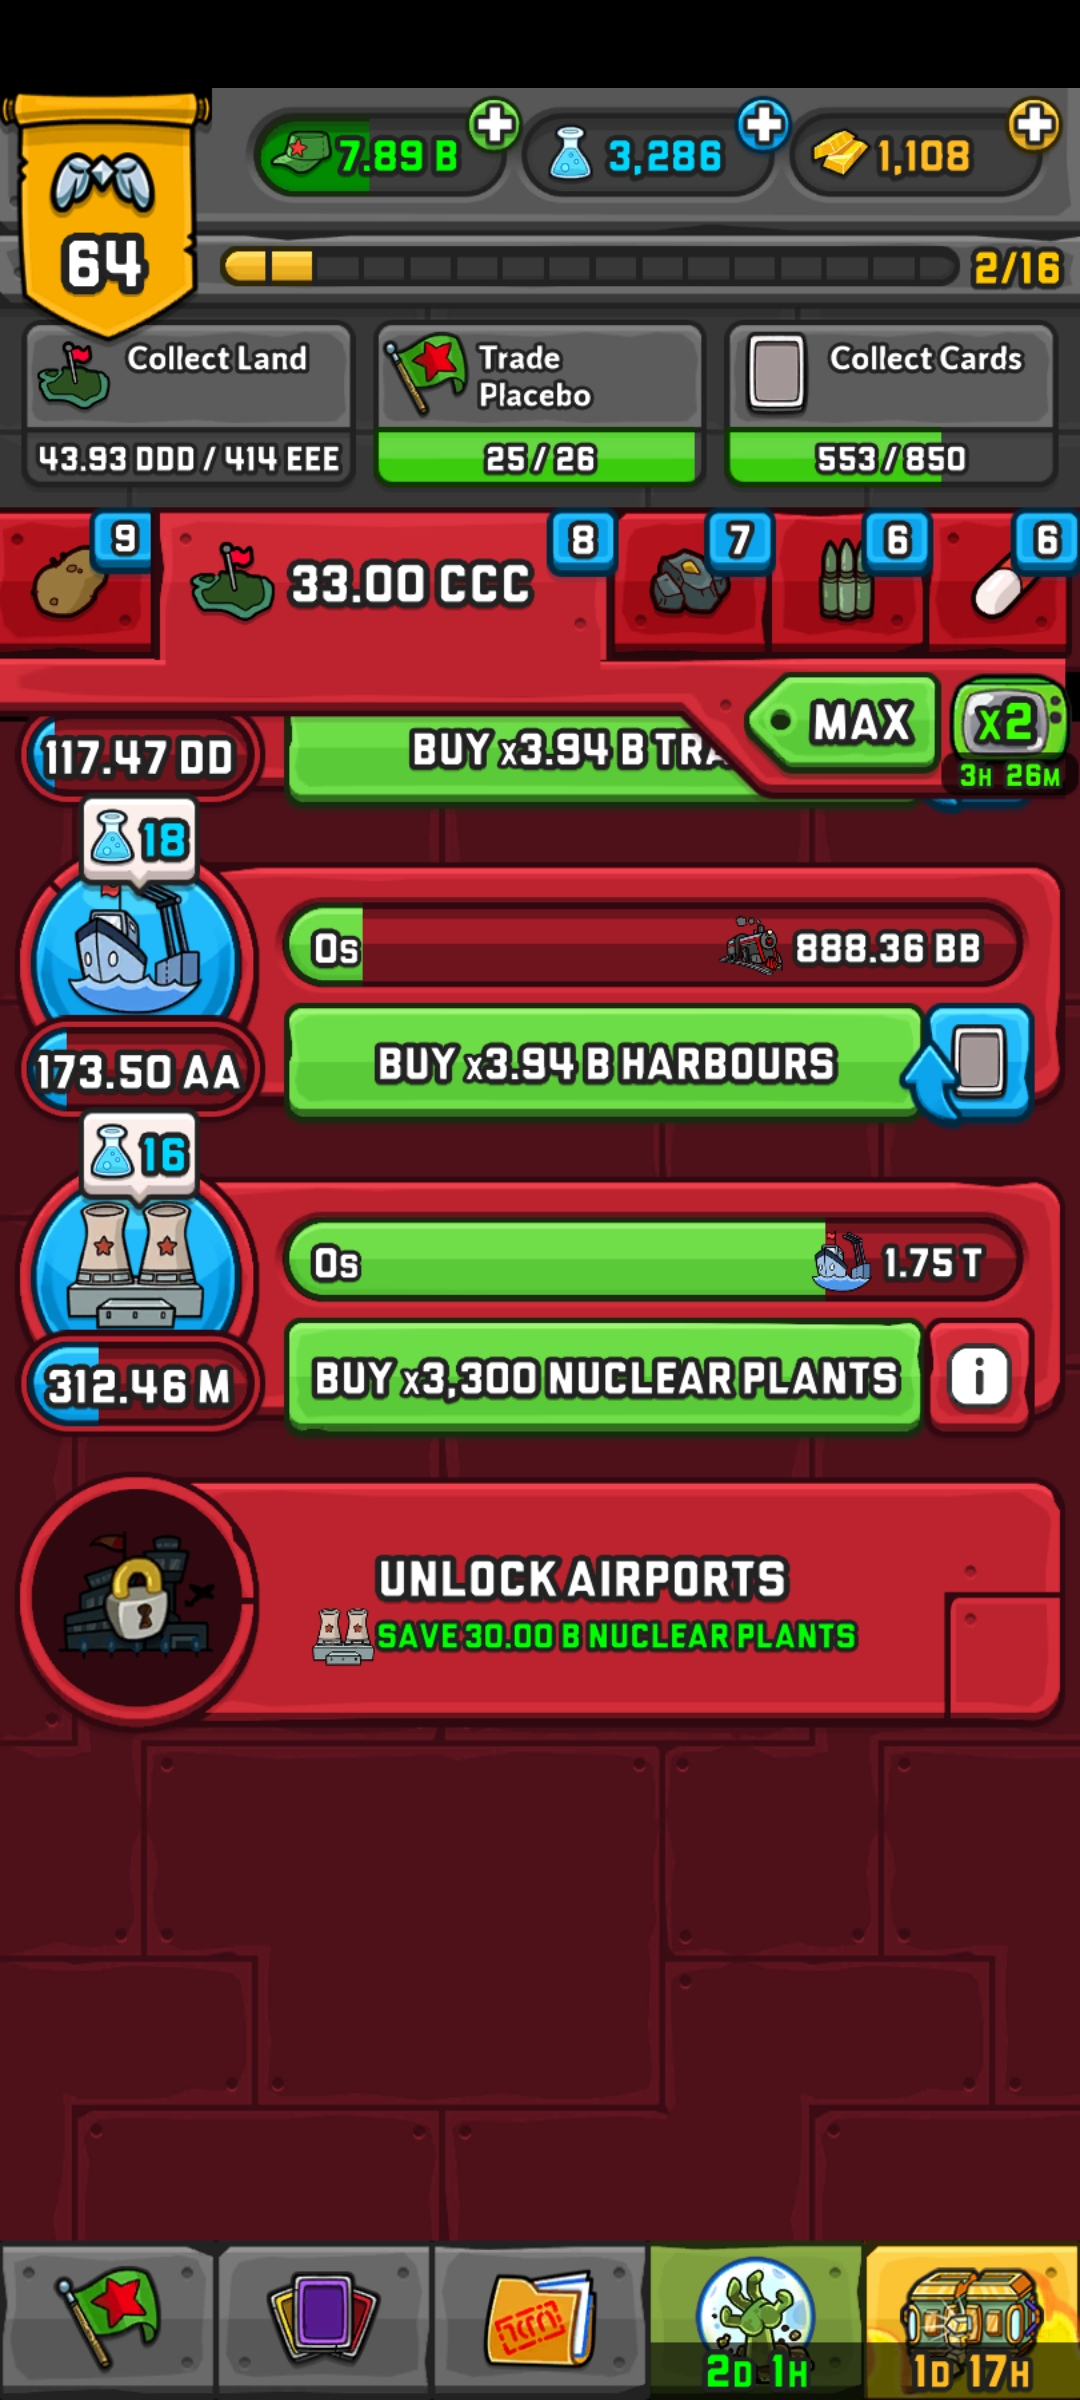 7.89 B
3,286
1,108
64
2/16
Collect Land
43.93 DDD / 414 EEE
Trade
Placebo
25 / 26
Collect Cards
553 / 850
9
33.00 CCC
8
7
6
6
MAX
x2
3H 26M
117.47 DD
BUY x3.94 B TRA
18
0s
888.36 BB
173.50 AA
BUY x3.94 B HARBOURS
16
0s
1.75 T
312.46 M
BUY x3,300 NUCLEAR PLANTS
i
UNLOCK AIRPORTS
SAVE 30.00 B NUCLEAR PLANTS
2D 1H
1D 17H